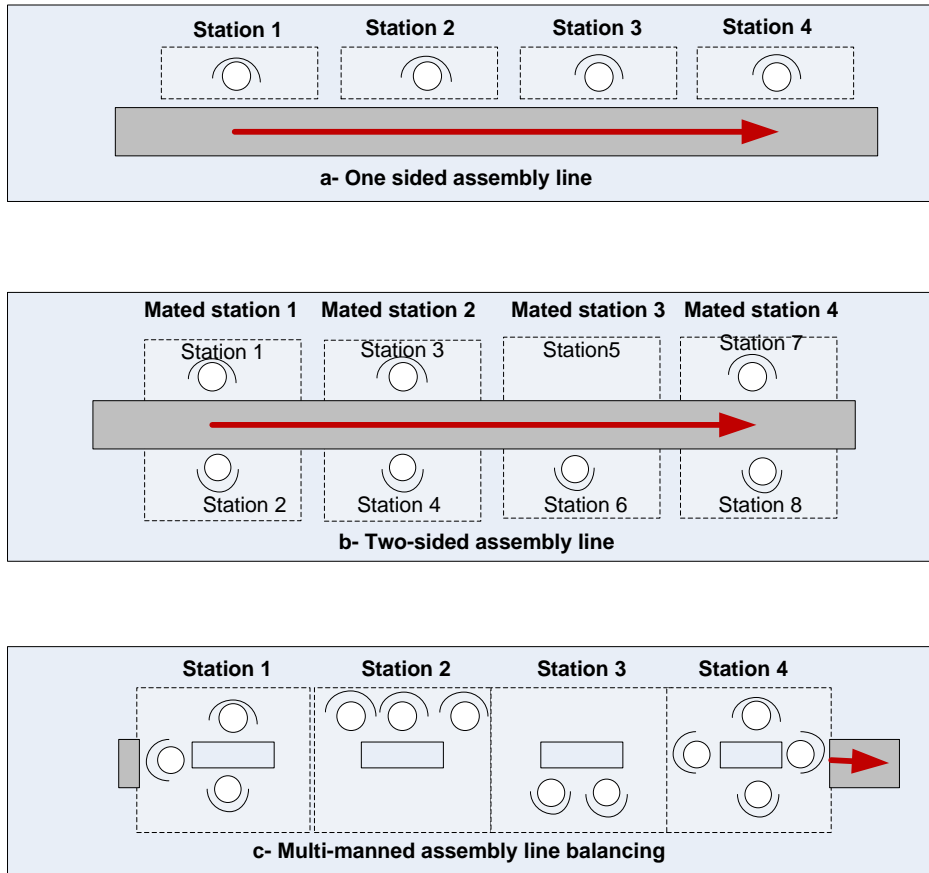 Station 1 Station 2 Station 3 Station 4
a- One sided assembly line
Mated station 1 Mated station 2 Mated station 3 Mated station 4
Station 1 Station 3 Station5 Station 7
Station 2 Station 4 Station 6 Station 8
b- Two-sided assembly line
Station 1 Station 2 Station 3 Station 4
c- Multi-manned assembly line balancing